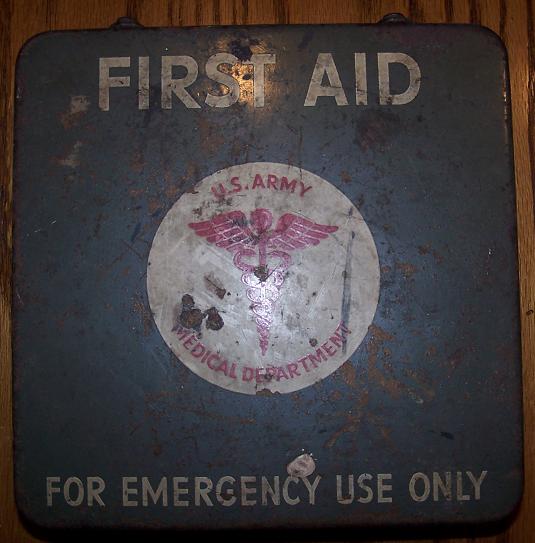 FIRST AID
U.S. ARMY
MEDICAL DEPARTMENT
FOR EMERGENCY USE ONLY